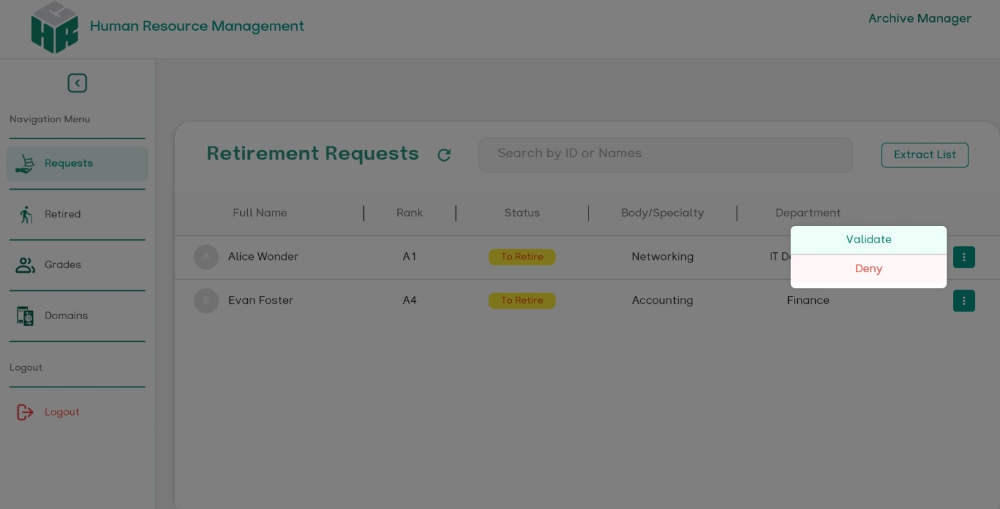 HR
Human Resource Management
Archive Manager
Navigation Menu
Requests
Retired
Grades
Domains
Logout
Logout
Retirement Requests
Search by ID or Names
Extract List
Full Name Rank Status Body/Specialty Department
Validate
Deny
A Alice Wonder A1 To Retire Networking IT De
E Evan Foster A4 To Retire Accounting Finance